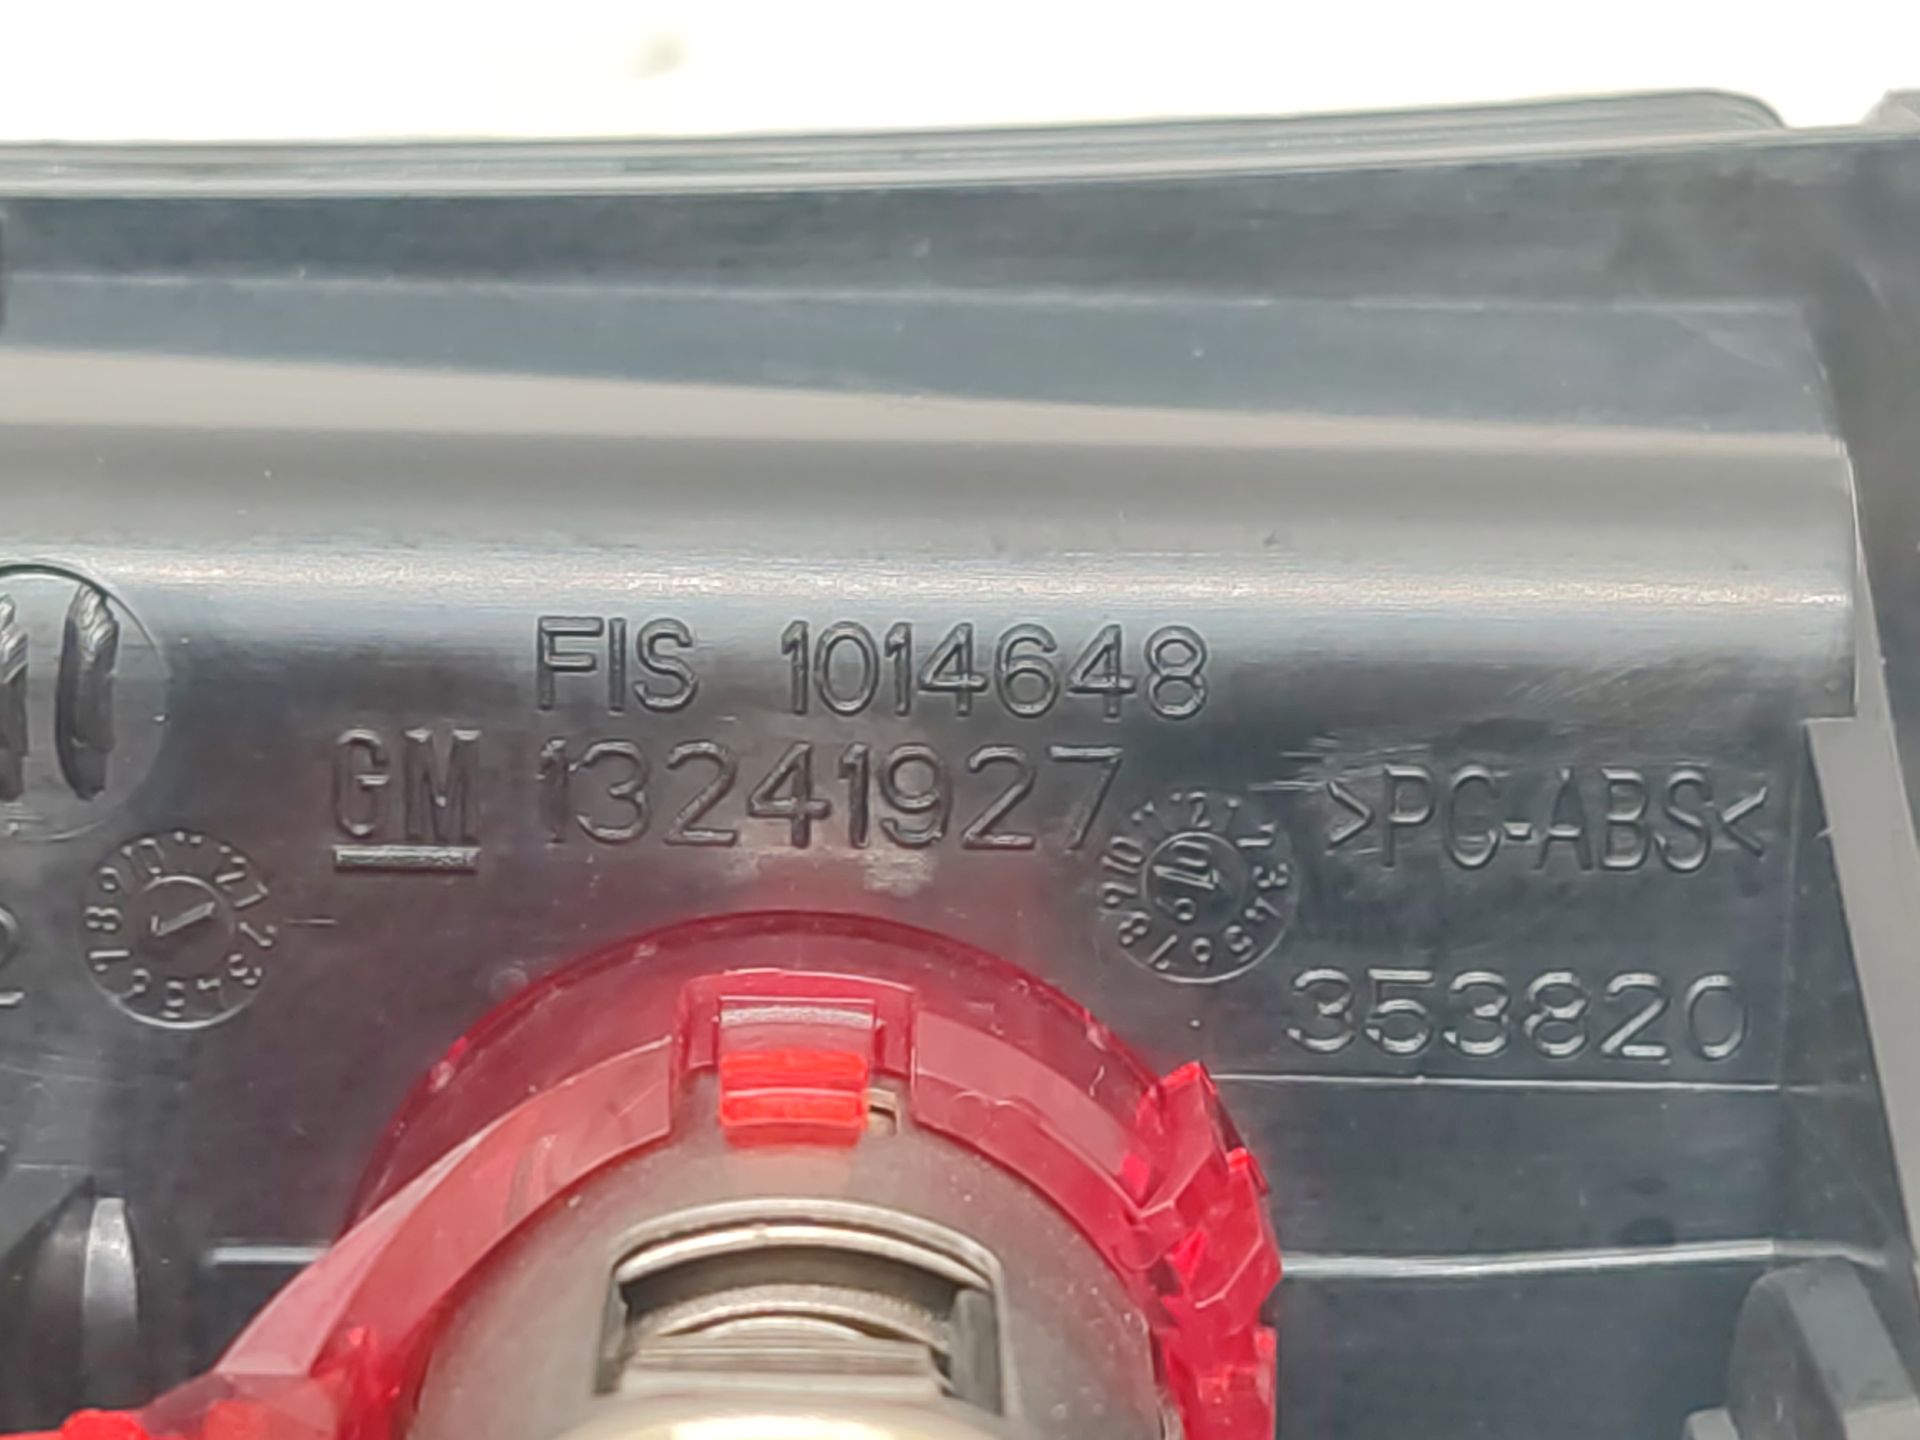 FIS 1014648
GM 13241927
>PC-ABS<
353820